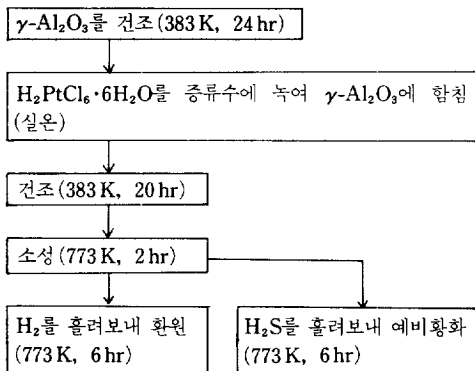 γ-Al₂O₃를 건조(383 K, 24 hr)
H₂PtCl₆·6H₂O를 증류수에 녹여 γ-Al₂O₃에 함침
(실온)
건조(383 K, 20 hr)
소성(773 K, 2 hr)
H₂를 흘려보내 환원
(773 K, 6 hr)
H₂S를 흘려보내 예비황화
(773 K, 6 hr)